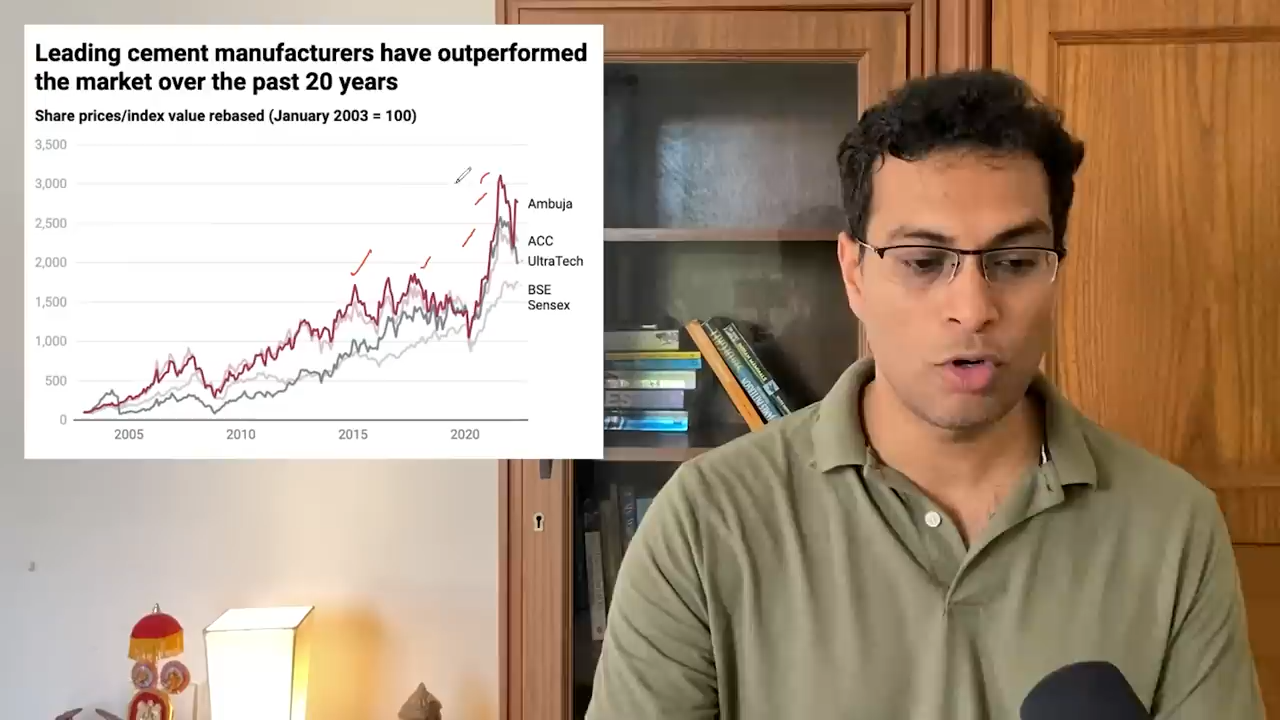 Leading cement manufacturers have outperformed
the market over the past 20 years
Share prices/index value rebased (January 2003 = 100)
3,500
3,000
2,500
2,000
1,500
1,000
500
0
2005
2010
2015
2020
Ambuja
ACC
UltraTech
BSE
Sensex